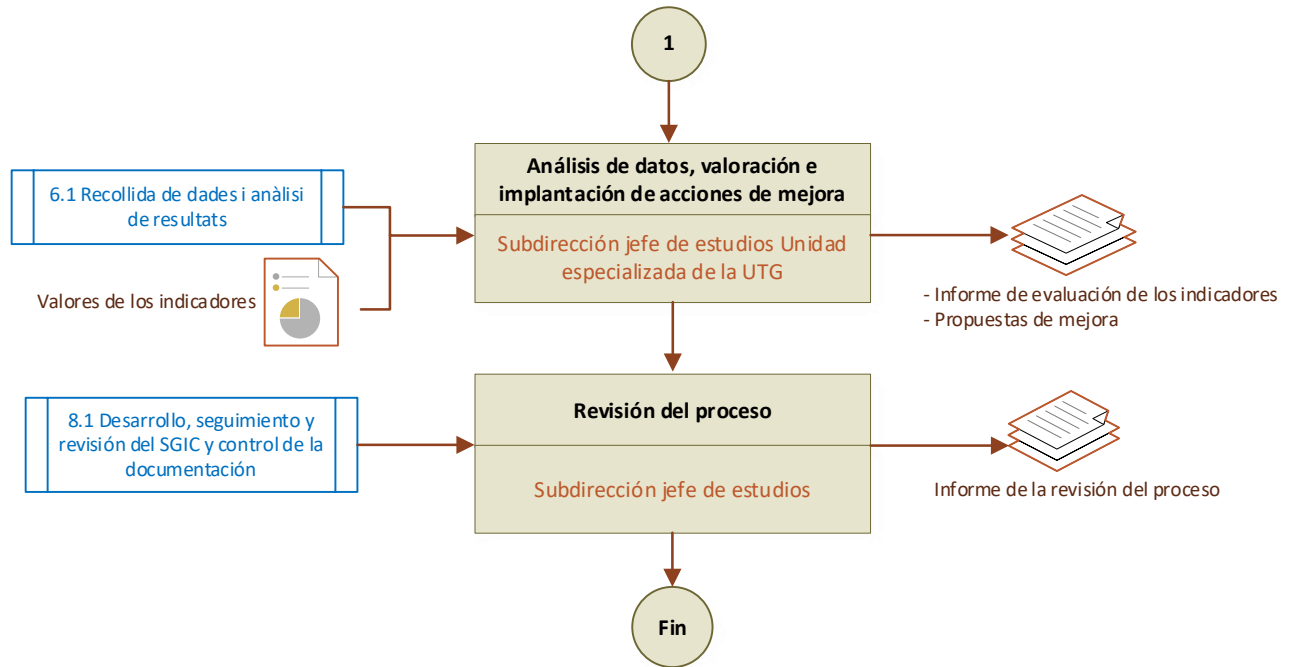 1
Análisis de datos, valoración e
implantación de acciones de mejora
6.1 Recollida de dades i anàlisi
de resultats
Subdirección jefe de estudios Unidad
especializada de la UTG
Valores de los indicadores
- Informe de evaluación de los indicadores
- Propuestas de mejora
Revisión del proceso
8.1 Desarrollo, seguimiento y
revisión del SGIC y control de la
documentación
Subdirección jefe de estudios
Informe de la revisión del proceso
Fin